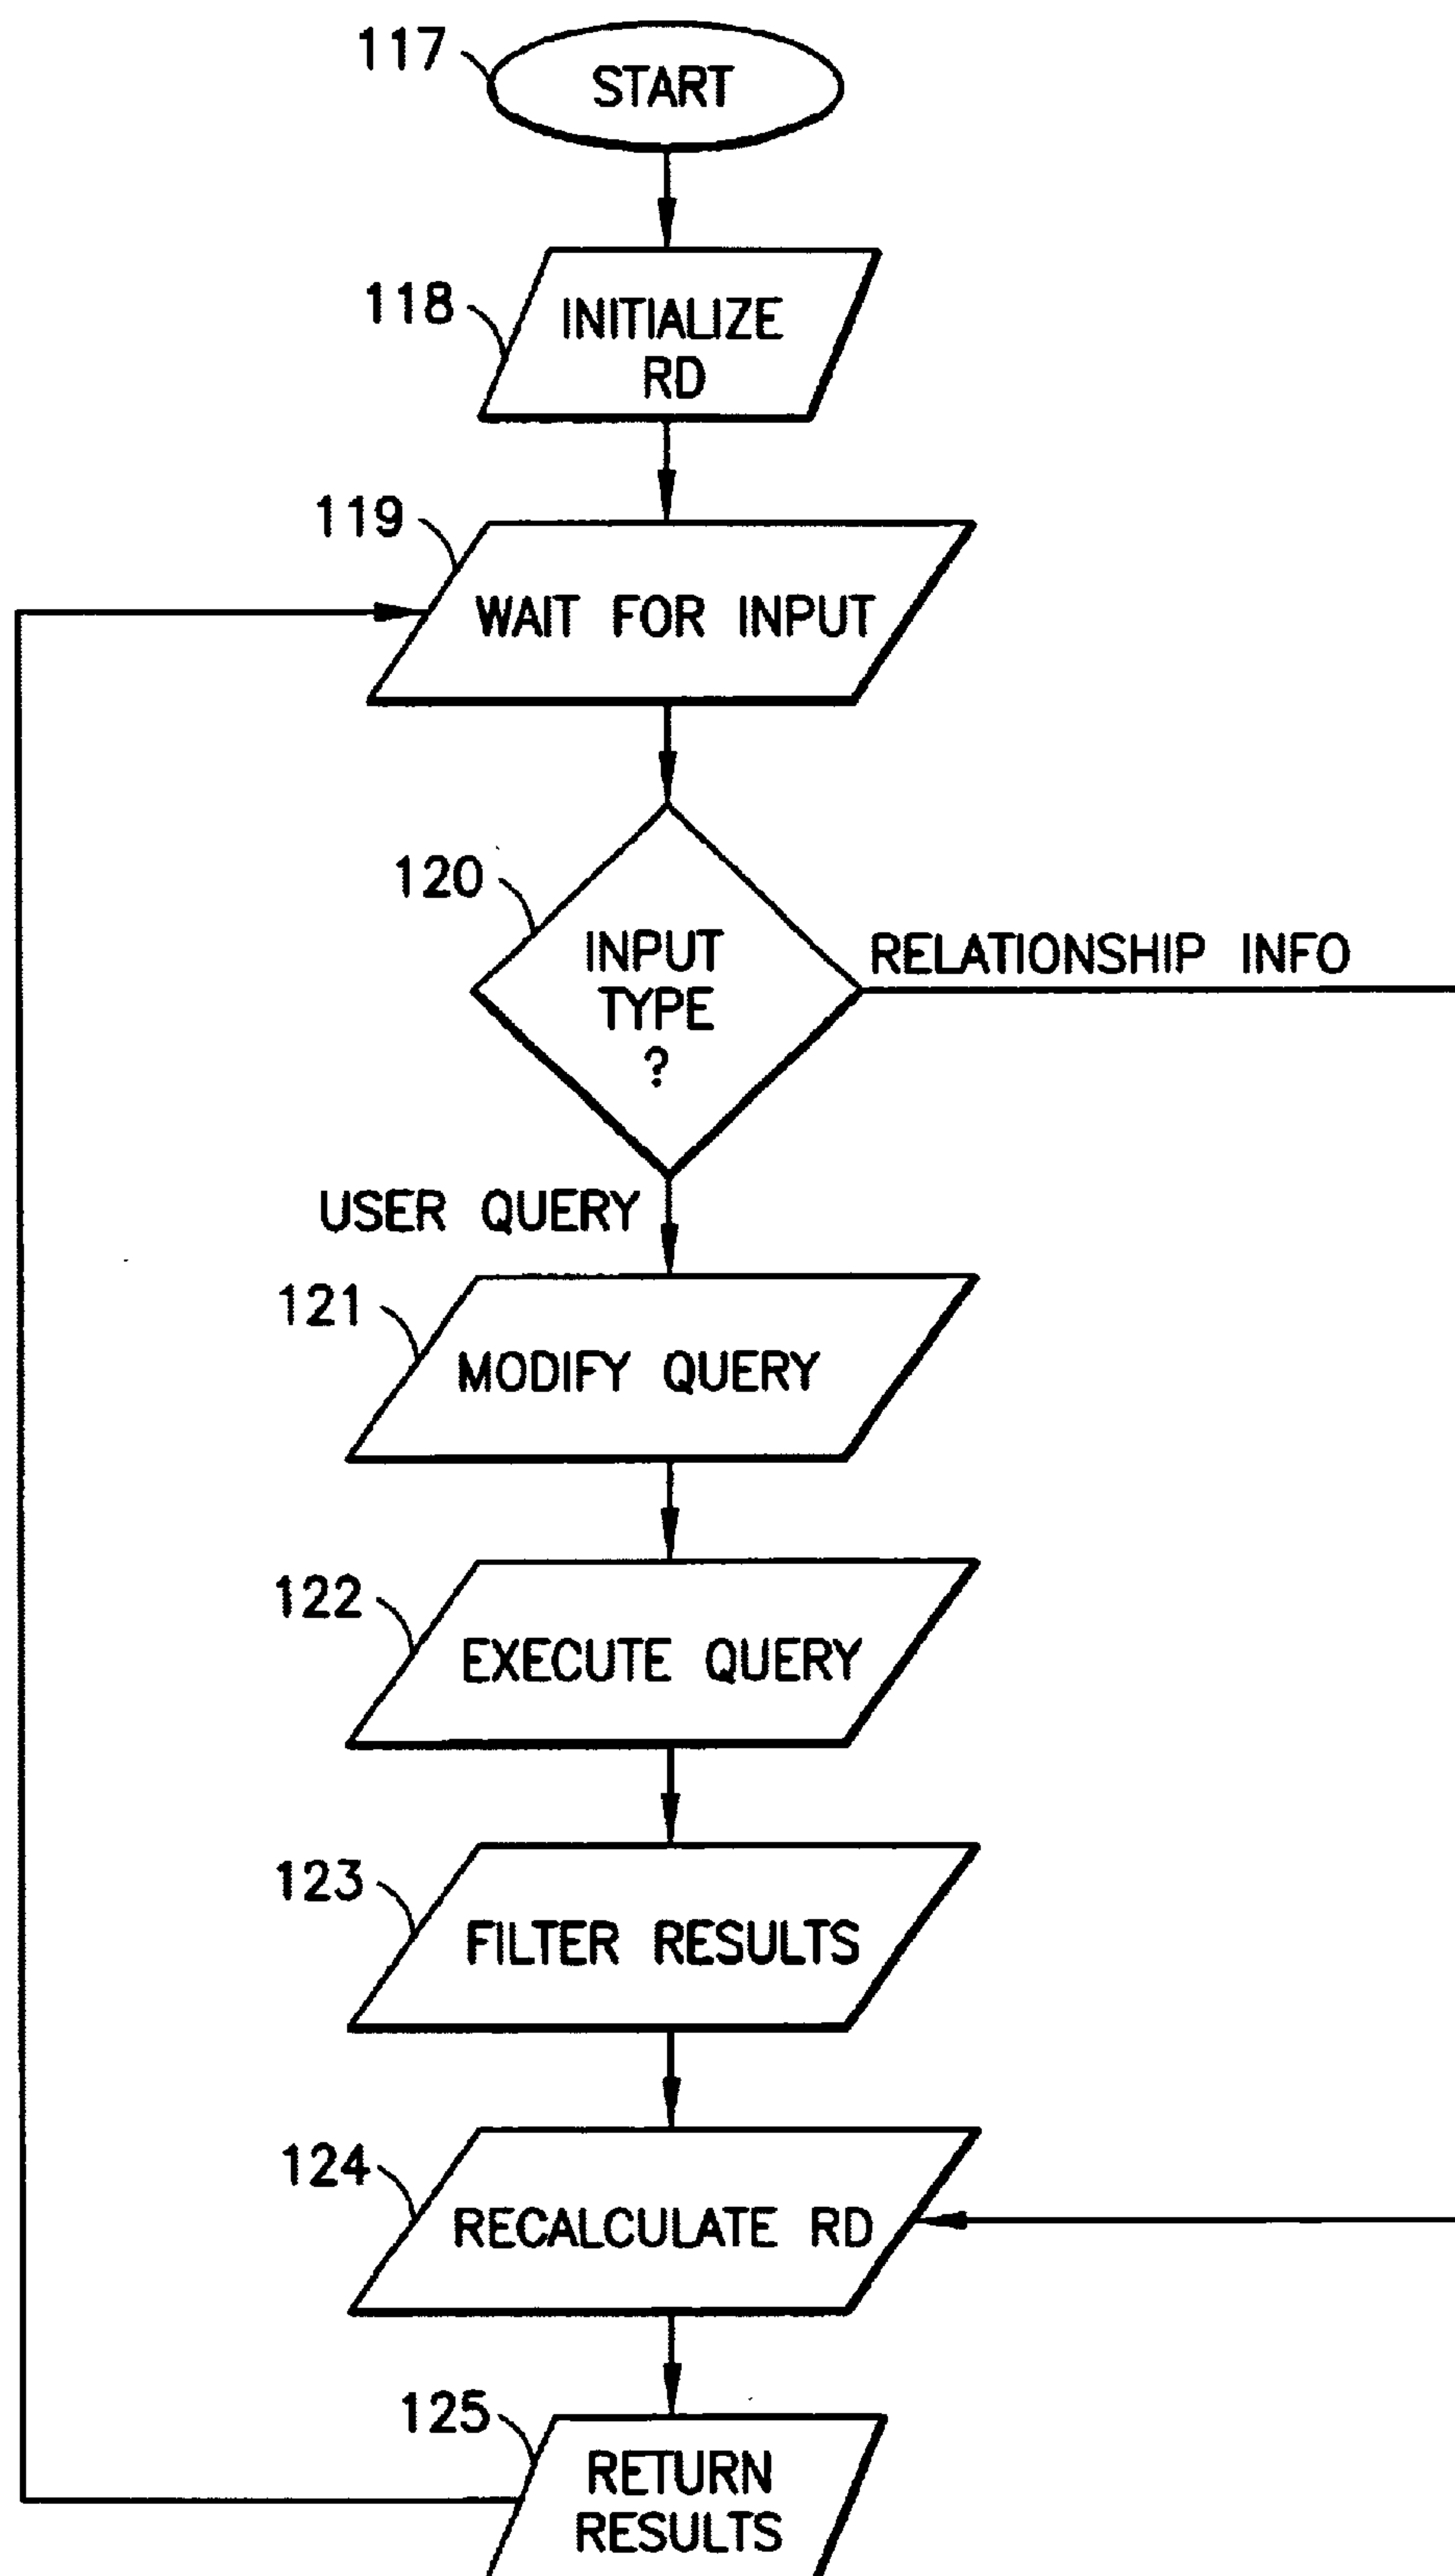 117
START
118
INITIALIZE
RD
119
WAIT FOR INPUT
120
INPUT
TYPE
?
RELATIONSHIP INFO
USER QUERY
121
MODIFY QUERY
122
EXECUTE QUERY
123
FILTER RESULTS
124
RECALCULATE RD
125
RETURN
RESULTS